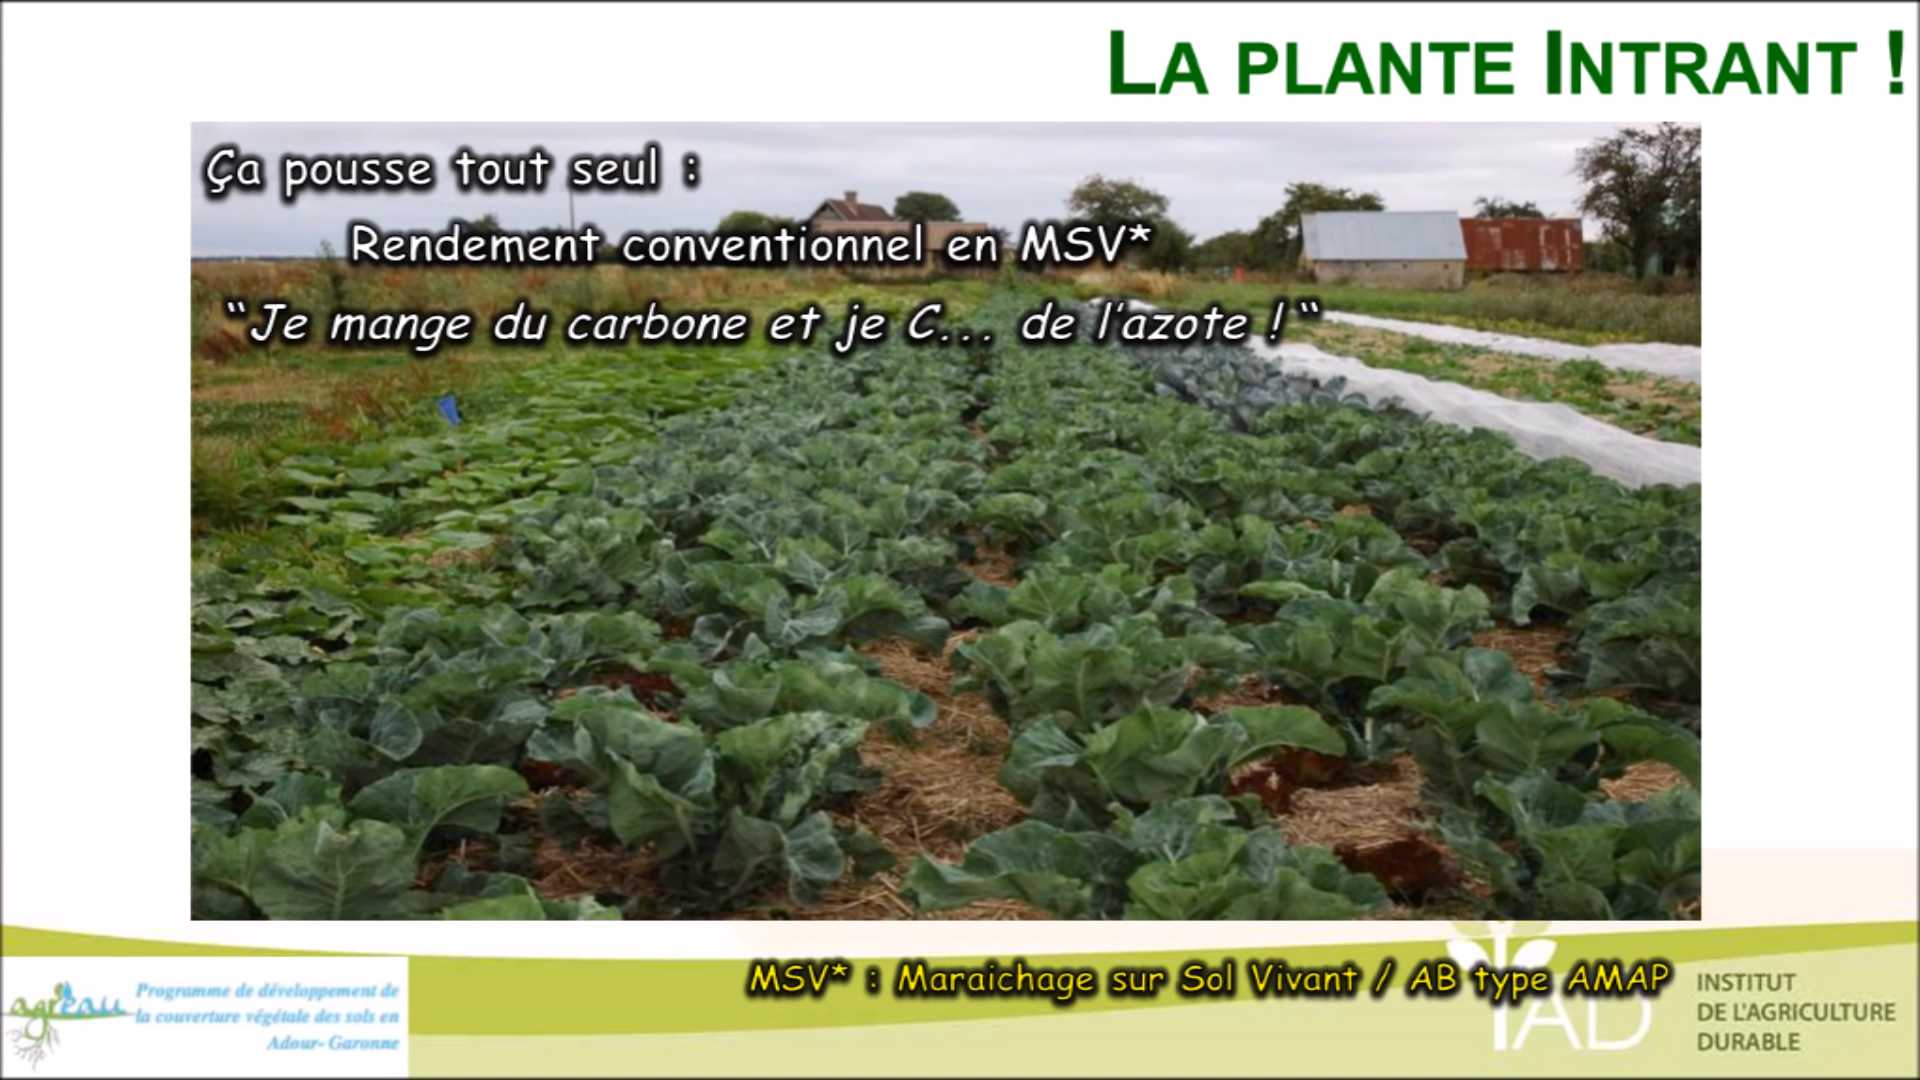 LA PLANTE INTRANT !
Ça pousse tout seul :
Rendement conventionnel en MSV*
“Je mange du carbone et je C... de l’azote ! “
MSV* : Maraichage sur Sol Vivant / AB type AMAP
agr'eau
Programme de développement de
la couverture végétale des sols en
Adour- Garonne
IAD
INSTITUT
DE L'AGRICULTURE
DURABLE